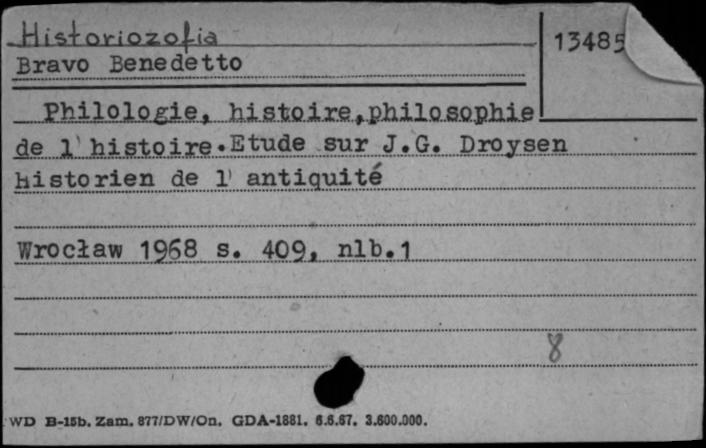 Historiozofia
13485
Bravo Benedetto
Philologie, histoire, philosophie
de l'histoire. Etude sur J.G. Droysen
historien de l'antiquité
Wrocław 1968 s. 409, nlb. 1
8
WD B-15b. Zam. 877/DW/On. GDA-1881. 6.6.67. 3.600.000.